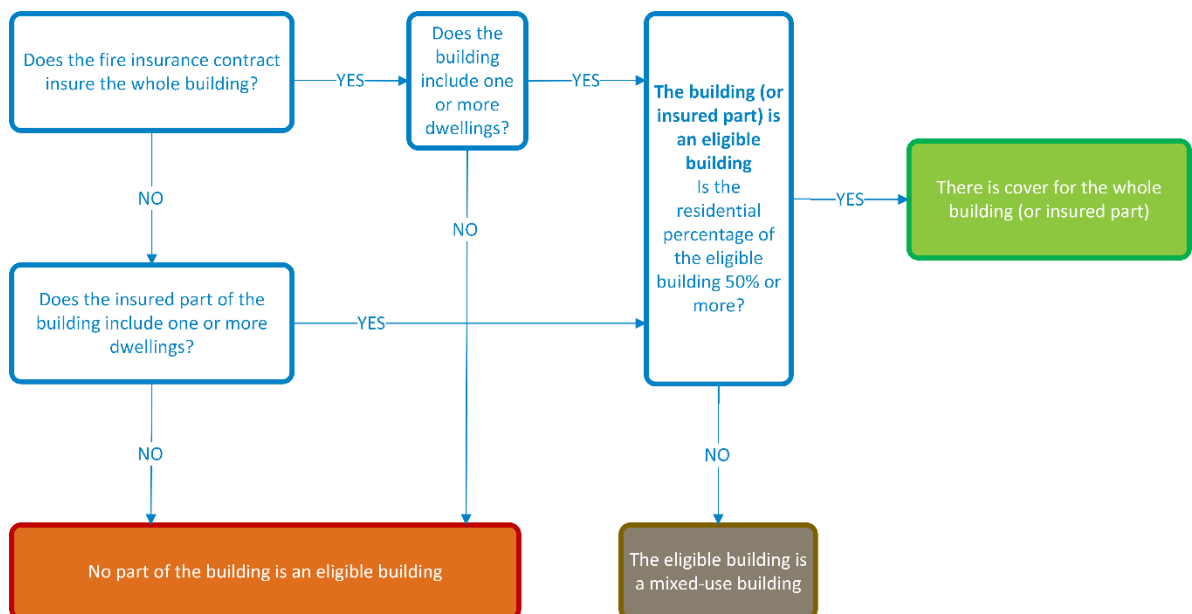 Does the fire insurance contract
insure the whole building?
YES
Does the
building
include one
or more
dwellings?
YES
The building (or
insured part) is
an eligible
building
Is the
residential
percentage of
the eligible
building 50% or
more?
YES
There is cover for the whole
building (or insured part)
NO
NO
Does the insured part of the
building include one or more
dwellings?
YES
NO
NO
No part of the building is an eligible building
The eligible building is
a mixed-use building